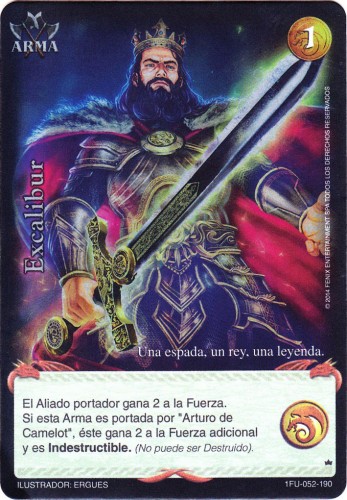 ARMA
1
Excalibur
© 2014 FENIX ENTERTAINMENT SPA TODOS LOS DERECHOS RESERVADOS
Una espada, un rey, una leyenda.
El Aliado portador gana 2 a la Fuerza.
Si esta Arma es portada por "Arturo de
Camelot", éste gana 2 a la Fuerza adicional
y es Indestructible. (No puede ser Destruido).
ILUSTRADOR: ERGUES
1FU-052-190